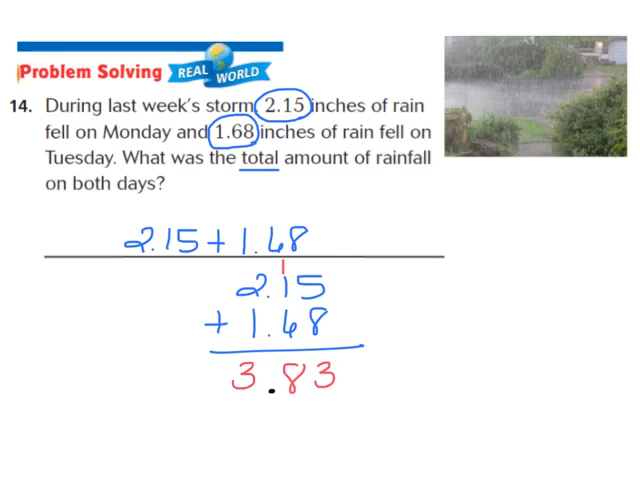 Problem Solving REAL WORLD
14. During last week's storm, 2.15 inches of rain
fell on Monday and 1.68 inches of rain fell on
Tuesday. What was the total amount of rainfall
on both days?
2.15 + 1.68
1
2.15
+ 1.68
3.83